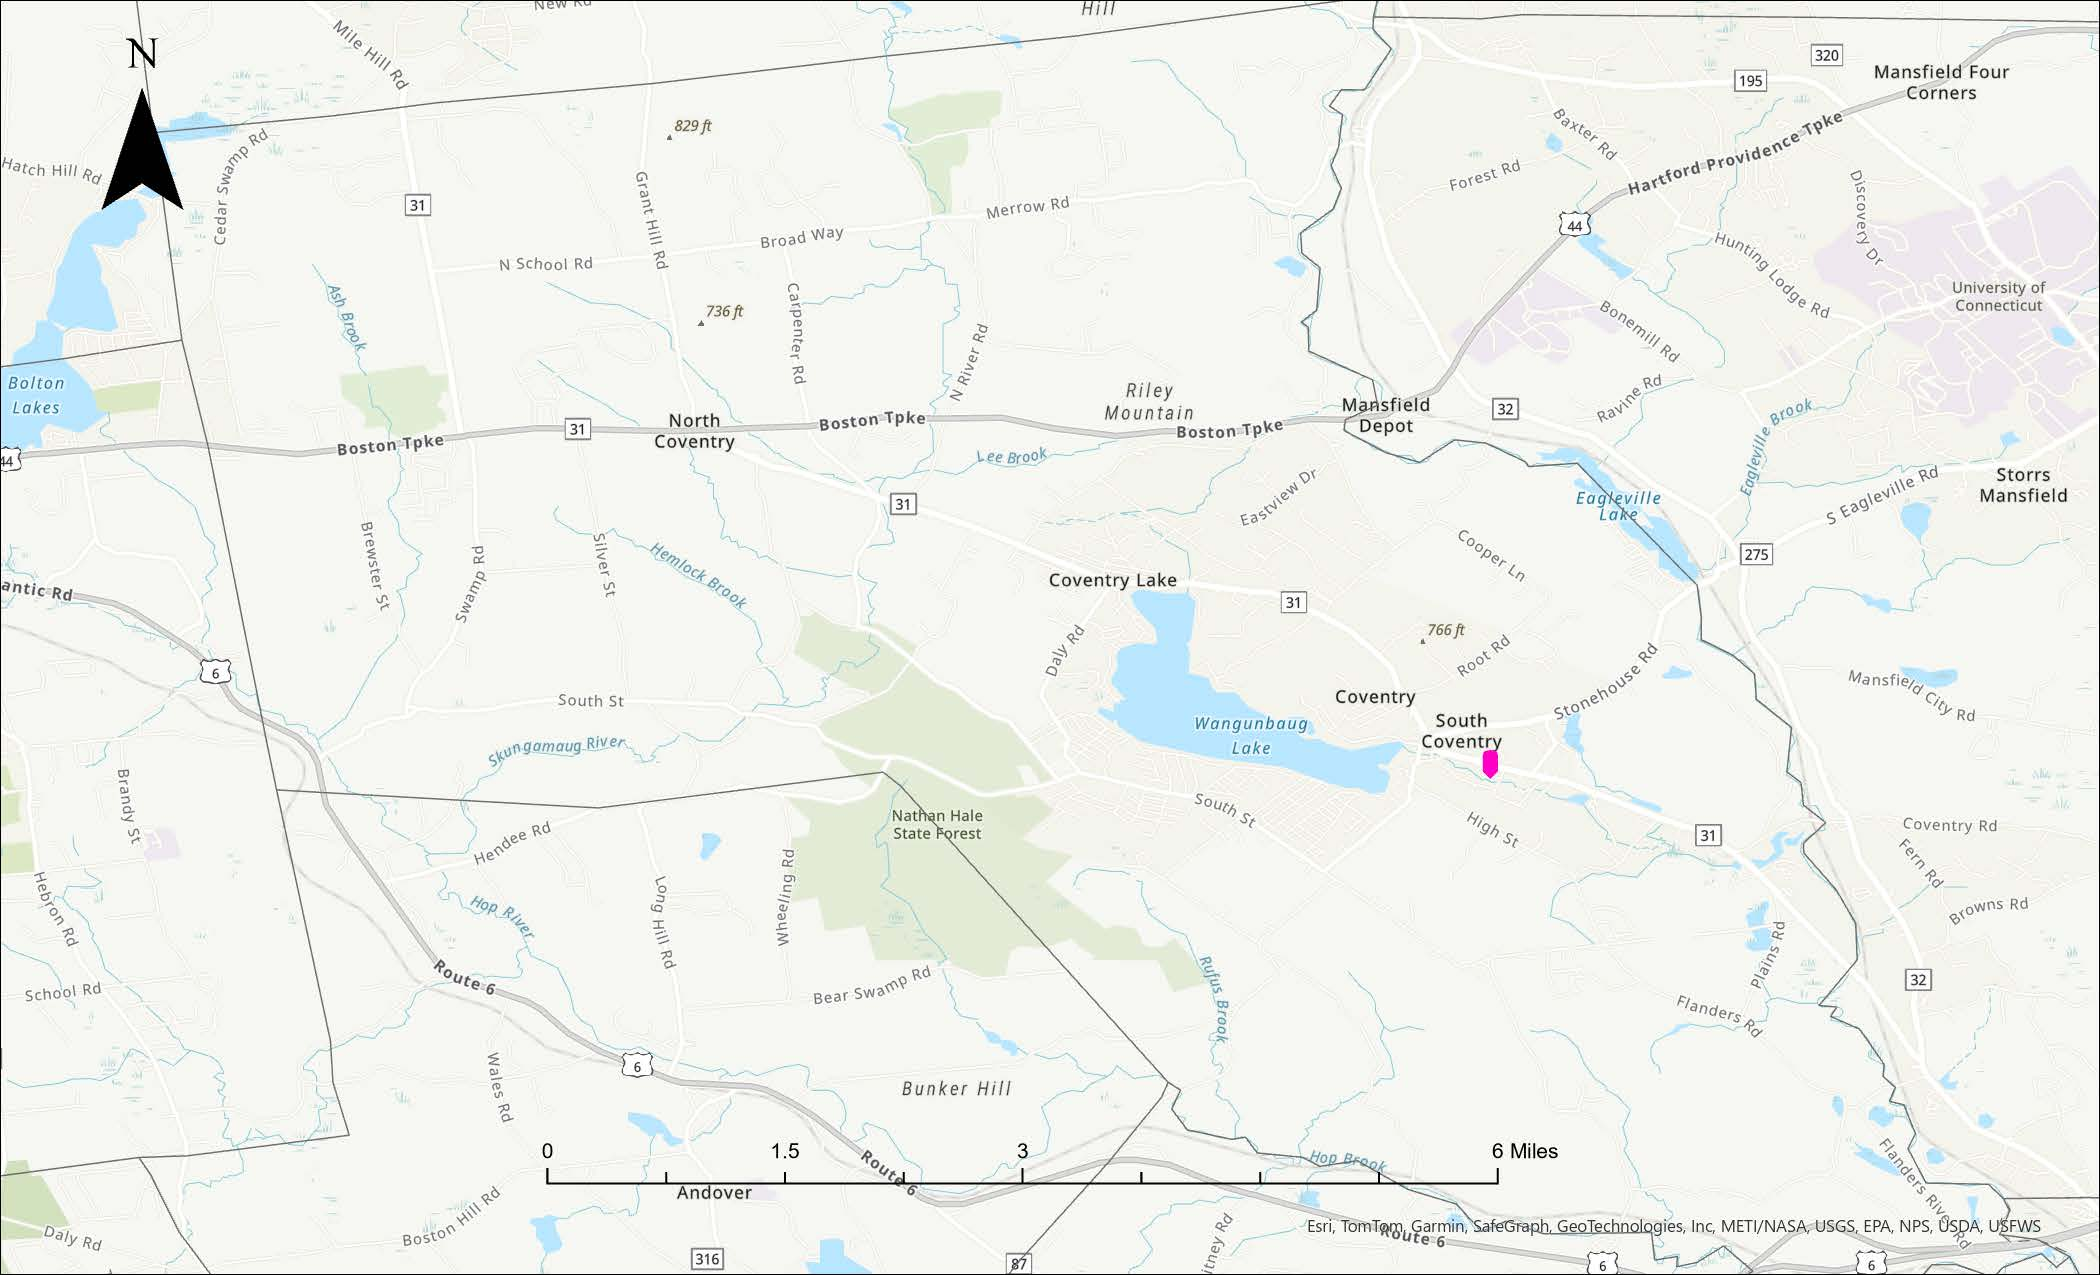 New Rd
Hill
N
Mile Hill Rd
320
195
Mansfield Four
Corners
829 ft
Baxter Rd
Hartford Providence Tpke
Cedar Swamp Rd
Hatch Hill Rd
Forest Rd
Discovery Dr
31
Grant Hill Rd
Merrow Rd
44
Broad Way
Hunting Lodge Rd
N School Rd
University of
Connecticut
Ash Brook
736 ft
Carpenter Rd
N River Rd
Bonemill Rd
Bolton
Lakes
Riley
Mountain
Ravine Rd
Mansfield
Depot
32
North
Coventry
Boston Tpke
31
Boston Tpke
Boston Tpke
Eagleville Brook
44
Lee Brook
Storrs
Mansfield
S Eagleville Rd
Eastview Dr
Eagleville
Lake
31
Brewster St
Swamp Rd
Silver St
Hemlock Brook
Cooper Ln
275
antic Rd
Coventry Lake
31
766 ft
Daly Rd
Root Rd
6
Stonehouse Rd
Mansfield City Rd
South St
Coventry
South
Coventry
Wangunbaug
Lake
Skungamaug River
Brandy St
South St
Nathan Hale
State Forest
High St
31
Coventry Rd
Hendee Rd
Fern Rd
Wheeling Rd
Long Hill Rd
Hebron Rd
Hop River
Browns Rd
Plains Rd
Rufus Brook
Route 6
School Rd
Bear Swamp Rd
32
Flanders Rd
6
Wales Rd
Bunker Hill
0 1.5 3 6 Miles
Hop Brook
Route 6
Andover
Flanders River Rd
Boston Hill Rd
Daly Rd
Esri, TomTom, Garmin, SafeGraph, GeoTechnologies, Inc, METI/NASA, USGS, EPA, NPS, USDA, USFWS
Route 6
itney Rd
316
87
6
6